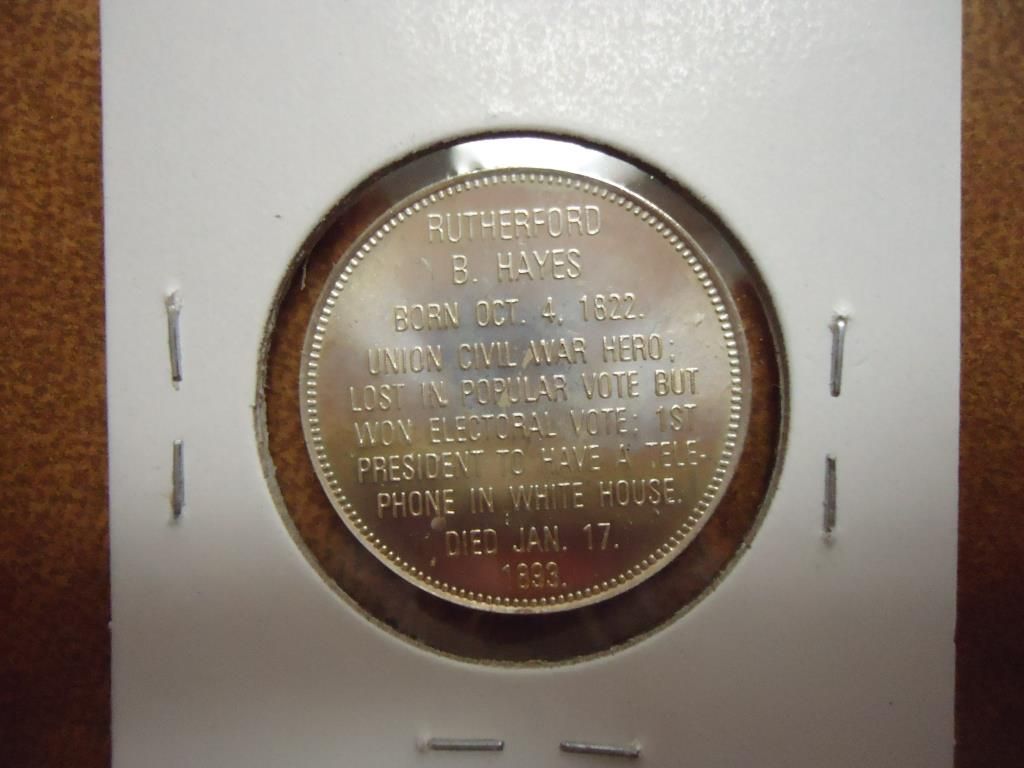 RUTHERFORD
B. HAYES
BORN OCT. 4, 1822.
UNION CIVIL WAR HERO;
LOST IN POPULAR VOTE BUT
WON ELECTORAL VOTE; 1ST
PRESIDENT TO HAVE A TELE-
PHONE IN WHITE HOUSE.
DIED JAN. 17,
1893.